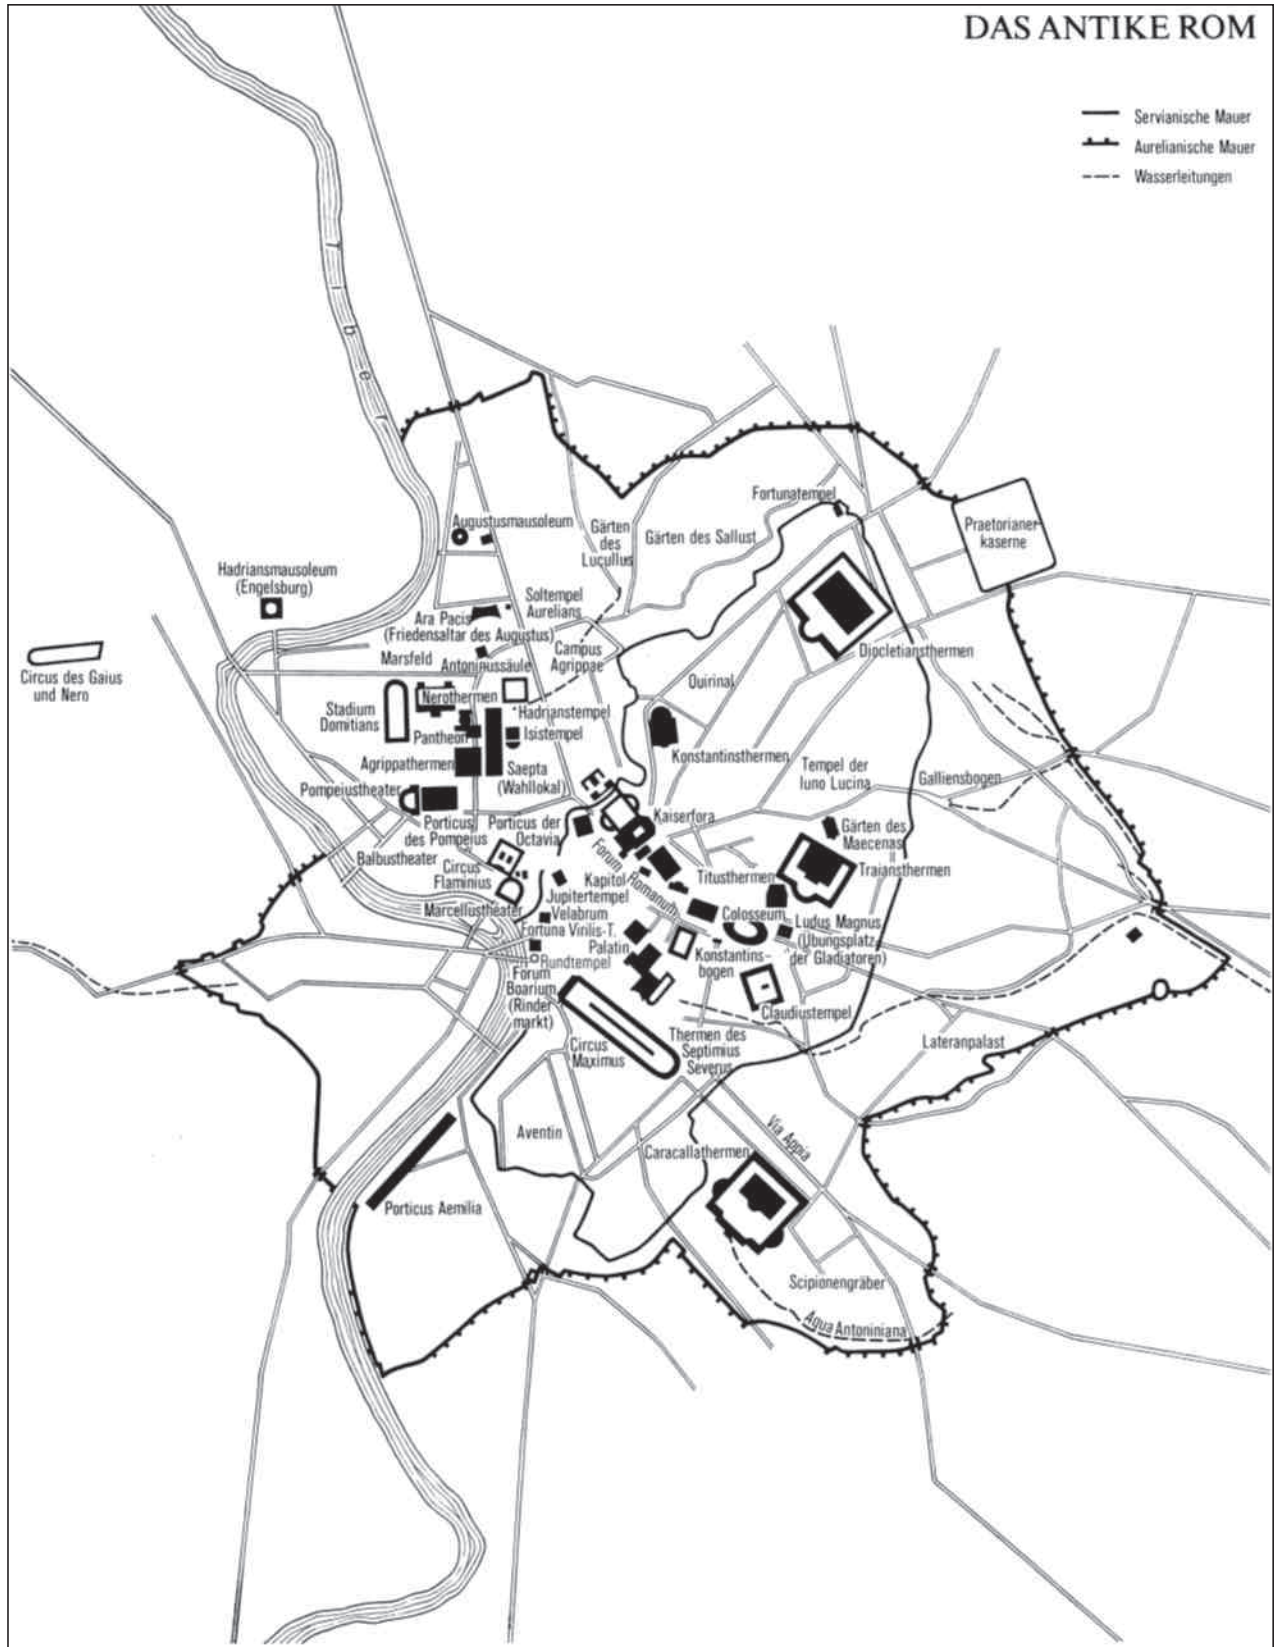 DAS ANTIKE ROM
Servianische Mauer
Aurelianische Mauer
Wasserleitungen
Tiber
Fortunatempel
Praetorianer-
kaserne
Augustusmausoleum
Gärten
des
Lucullus
Gärten des Sallust
Hadriansmausoleum
(Engelsburg)
Soltempel
Aurelians
Ara Pacis
(Friedensaltar des Augustus)
Campus
Agrippae
Marsfeld
Antoninussäule
Diocletiansthermen
Circus des Gaius
und Nero
Quirinal
Nerothermen
Stadium
Domitians
Hadrianstempel
Pantheon
Isistempel
Konstantinsthermen
Agrippathermen
Saepta
(Wahllokal)
Tempel der
Iuno Lucina
Galliensbogen
Pompeiustheater
Kaiserfora
Porticus
des Pompeius
Porticus der
Octavia
Gärten des
Maecenas
Balbustheater
Forum Romanum
Circus
Flaminius
Kapitol
Titusthermen
Traiansthermen
Jupitertempel
Marcellustheater
Velabrum
Colosseum
Ludus Magnus
(Übungsplatz
der Gladiatoren)
Fortuna Virilis-T.
Palatin
Konstantins-
bogen
Rundtempel
Forum
Boarium
(Rinder
markt)
Claudiustempel
Circus
Maximus
Thermen des
Septimius
Severus
Lateranpalast
Aventin
Via Appia
Caracallathermen
Porticus Aemilia
Scipionengräber
Aqua Antoniniana